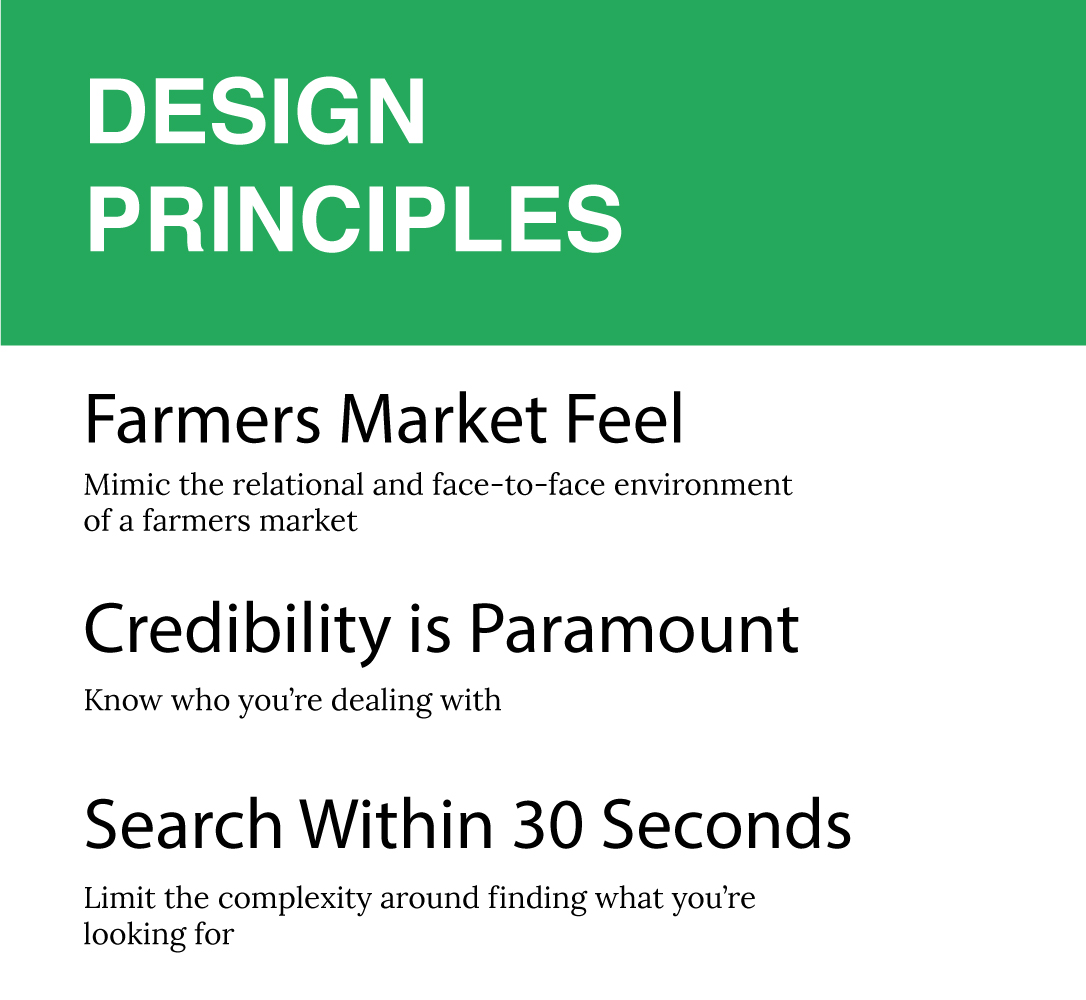 DESIGN
PRINCIPLES
Farmers Market Feel
Mimic the relational and face-to-face environment
of a farmers market
Credibility is Paramount
Know who you’re dealing with
Search Within 30 Seconds
Limit the complexity around finding what you’re
looking for